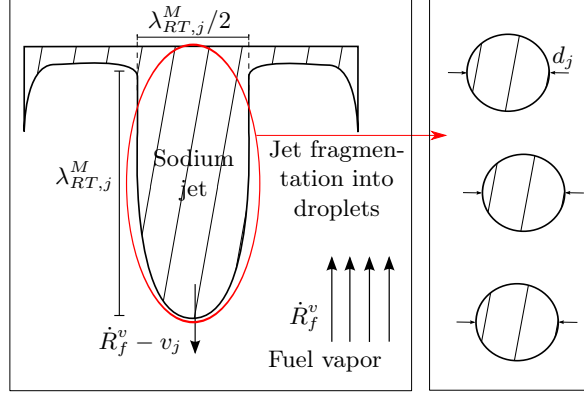 λ^M_{RT,j}/2
λ^M_{RT,j}
Sodium
jet
Jet fragmen-
tation into
droplets
d_j
Ṙ^v_f − v_j
Ṙ^v_f
Fuel vapor